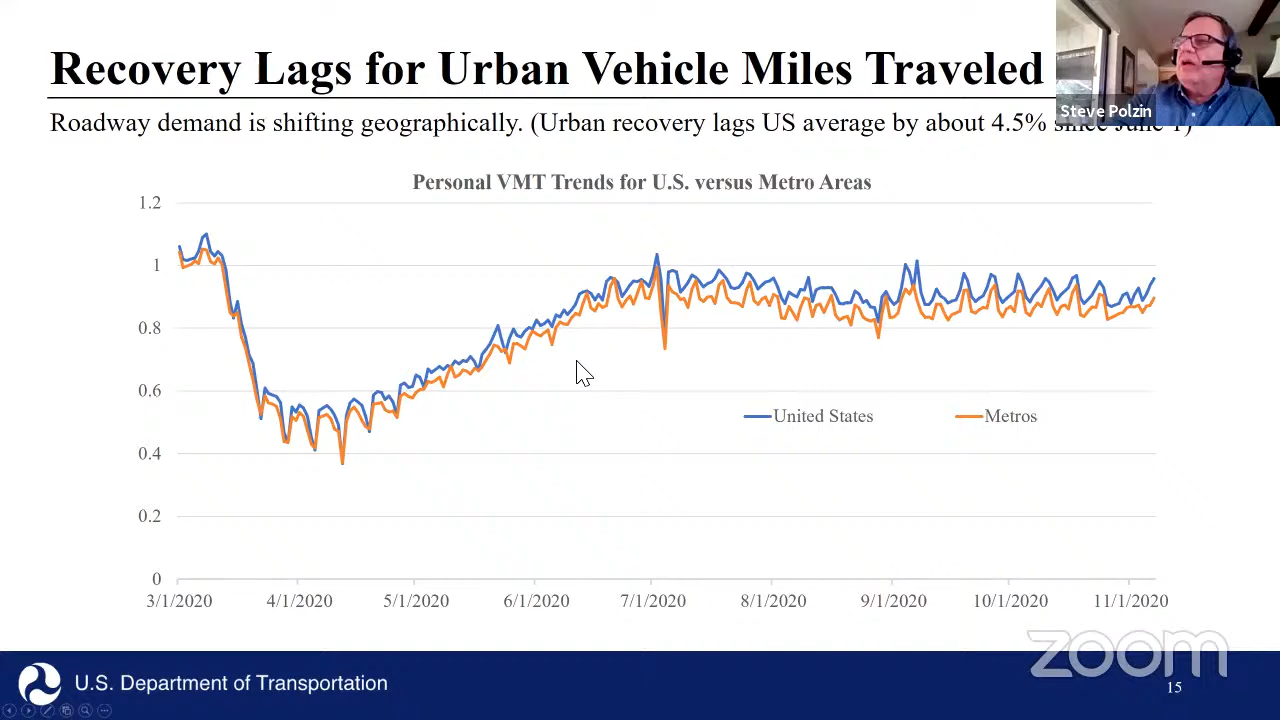 Recovery Lags for Urban Vehicle Miles Traveled
Steve Polzin
Roadway demand is shifting geographically. (Urban recovery lags US average by about 4.5% since June 1)
Personal VMT Trends for U.S. versus Metro Areas
1.2
1
0.8
0.6
0.4
0.2
0
United States Metros
3/1/2020 4/1/2020 5/1/2020 6/1/2020 7/1/2020 8/1/2020 9/1/2020 10/1/2020 11/1/2020
zoom
U.S. Department of Transportation
15